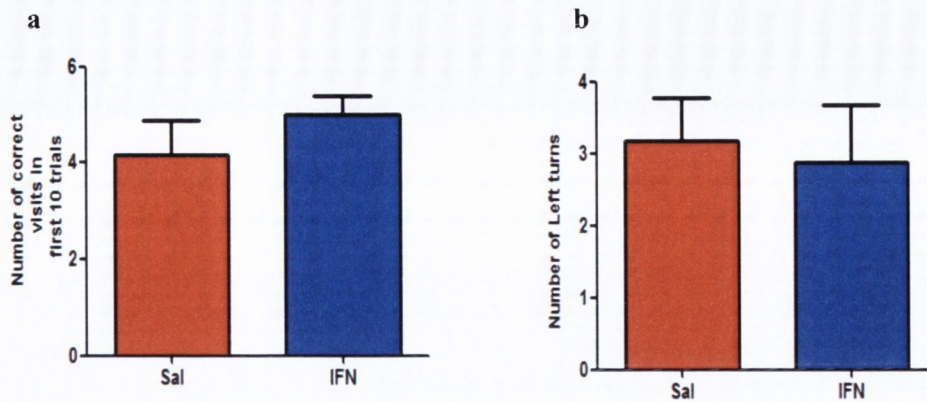 a
Number of correct
visits in
first 10 trials
6
4
2
0
Sal
IFN
b
Number of Left turns
4
3
2
1
0
Sal
IFN